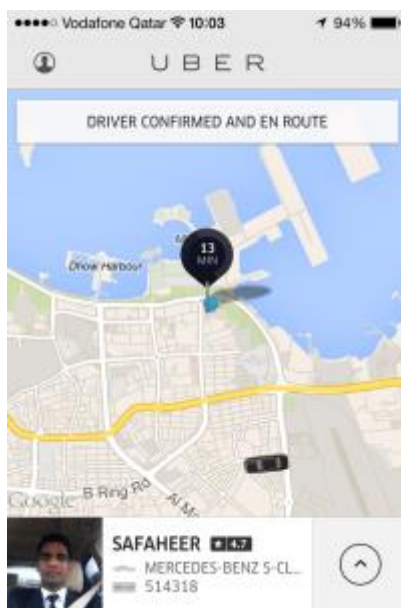 Vodafone Qatar 10:03 94%
UBER
DRIVER CONFIRMED AND EN ROUTE
13
MIN
Dhow Harbour
B Ring Rd
Google
SAFAHEER 4.7
MERCEDES-BENZ S-CL...
514318